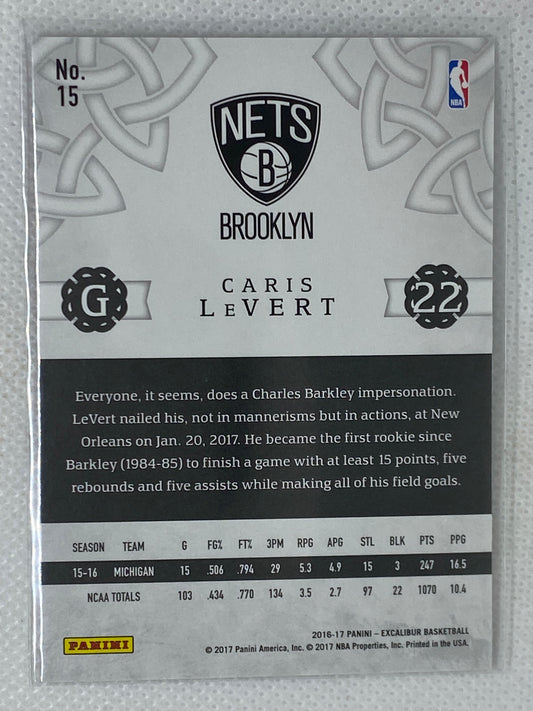 No.
15
NBA
NETS
B
BROOKLYN
G
CARIS
LEVERT
22
Everyone, it seems, does a Charles Barkley impersonation.
LeVert nailed his, not in mannerisms but in actions, at New
Orleans on Jan. 20, 2017. He became the first rookie since
Barkley (1984-85) to finish a game with at least 15 points, five
rebounds and five assists while making all of his field goals.
SEASON TEAM G FG% FT% 3PM RPG APG STL BLK PTS PPG
15-16 MICHIGAN 15 .506 .794 29 5.3 4.9 15 3 247 16.5
NCAA TOTALS 103 .434 .770 134 3.5 2.7 97 22 1070 10.4
PANINI
2016-17 PANINI – EXCALIBUR BASKETBALL
© 2017 Panini America, Inc. © 2017 NBA Properties, Inc. Printed in the USA.